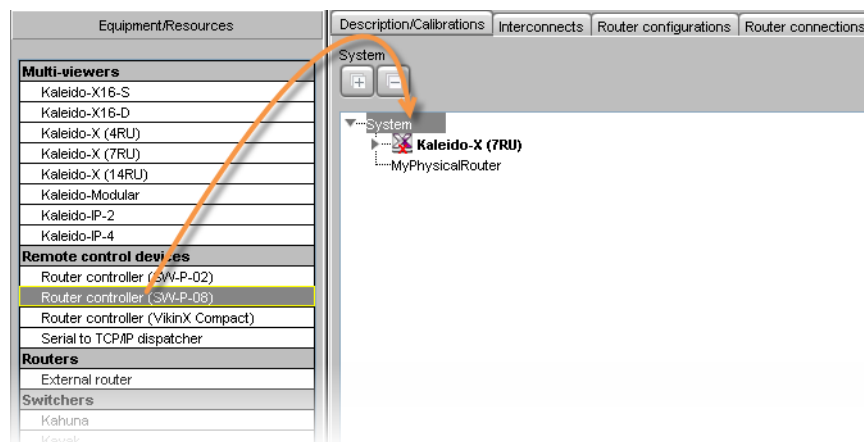 Equipment/Resources
Multi-viewers
Kaleido-X16-S
Kaleido-X16-D
Kaleido-X (4RU)
Kaleido-X (7RU)
Kaleido-X (14RU)
Kaleido-Modular
Kaleido-IP-2
Kaleido-IP-4
Remote control devices
Router controller (SW-P-02)
Router controller (SW-P-08)
Router controller (VikinX Compact)
Serial to TCP/IP dispatcher
Routers
External router
Switchers
Kahuna
Kayak
Description/Calibrations Interconnects Router configurations Router connections
System
System
Kaleido-X (7RU)
MyPhysicalRouter